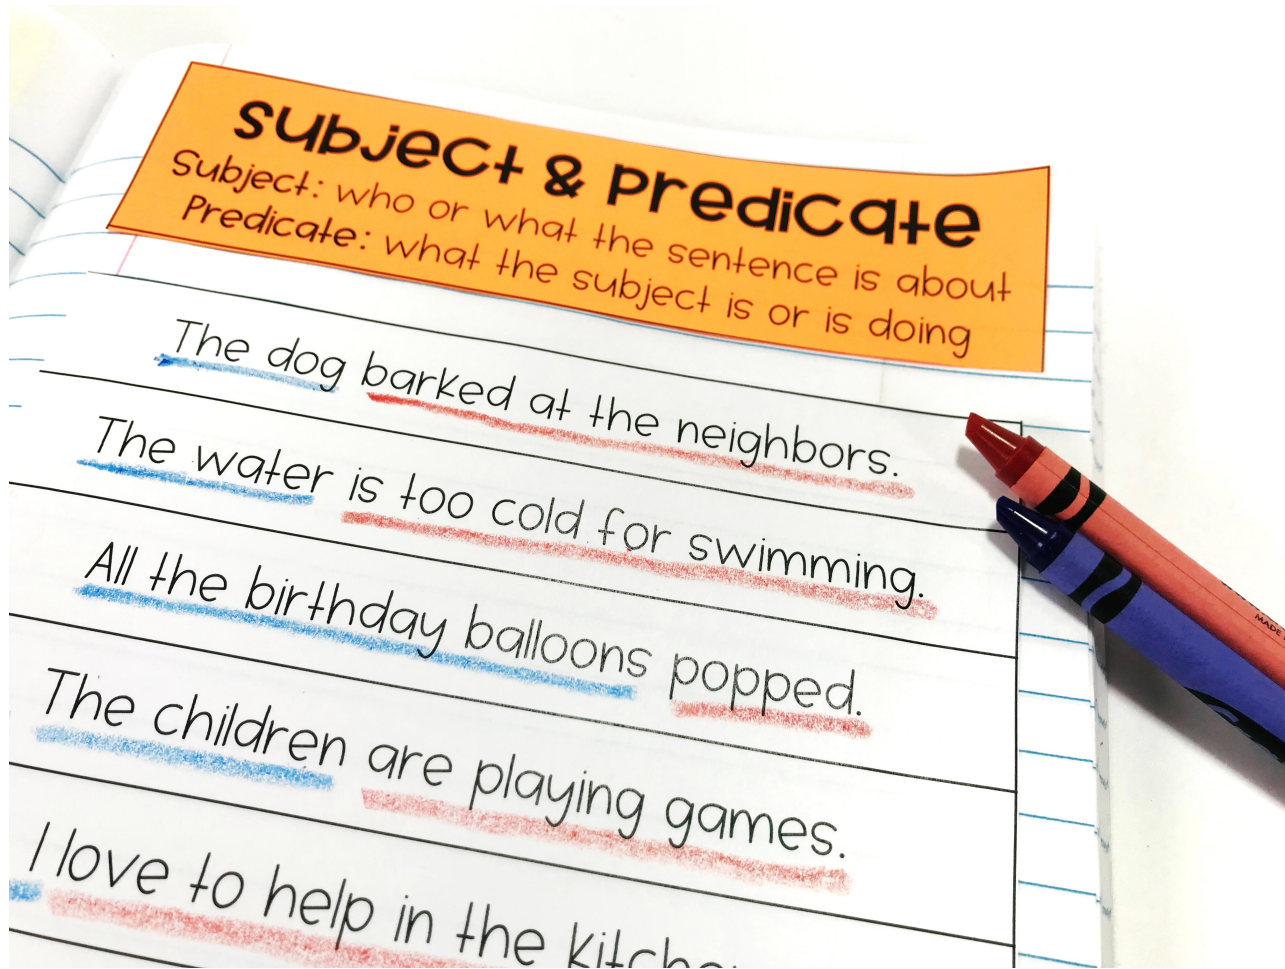 Subject & Predicate
Subject: who or what the sentence is about
Predicate: what the subject is or is doing
The dog barked at the neighbors.
The water is too cold for swimming.
All the birthday balloons popped.
The children are playing games.
I love to help in the
MADE